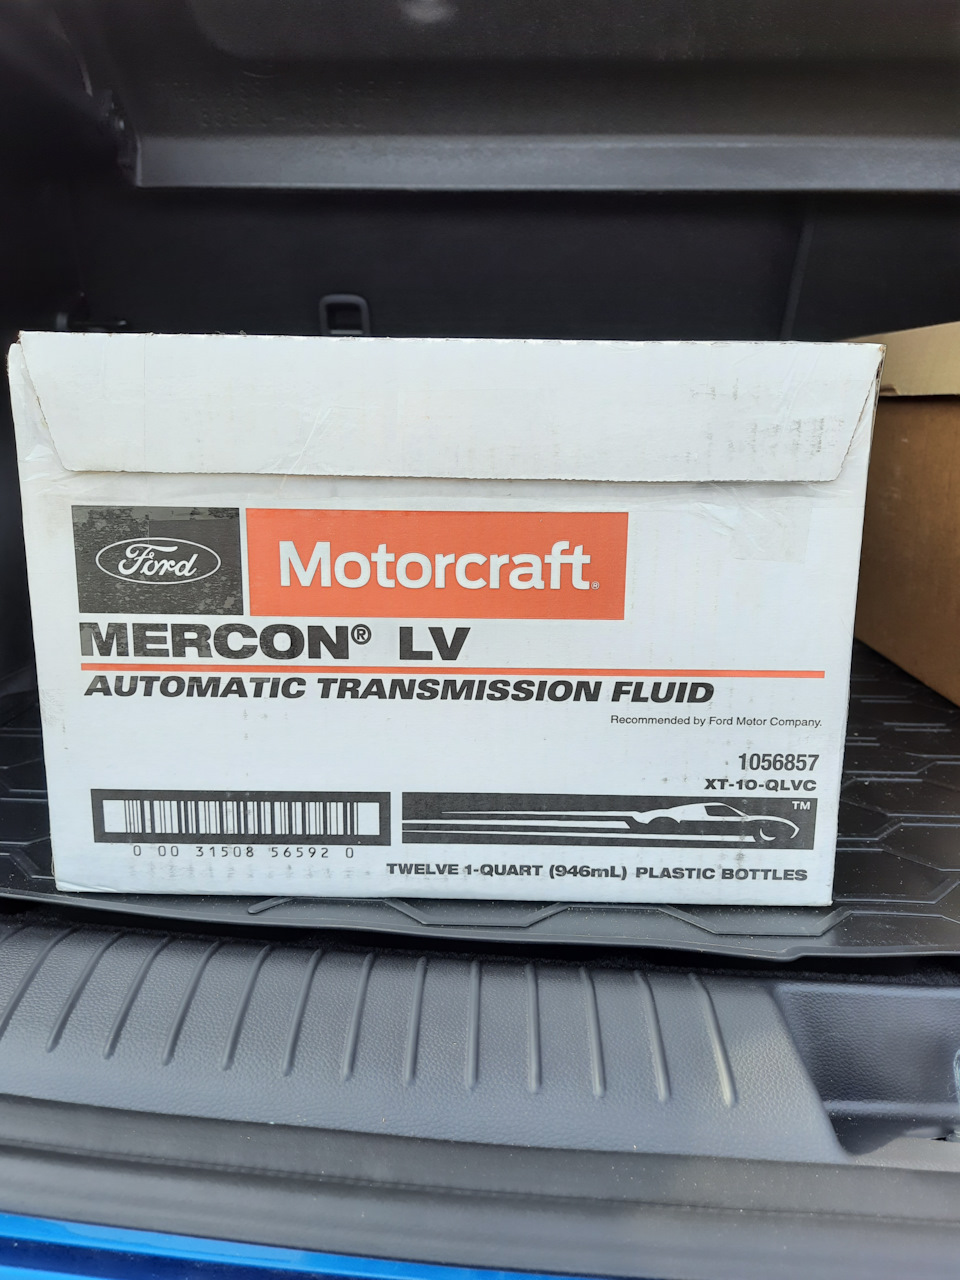 Ford
Motorcraft®
MERCON® LV
AUTOMATIC TRANSMISSION FLUID
Recommended by Ford Motor Company.
1056857
XT-10-QLVC
TM
0 00 31508 56592 0
TWELVE 1-QUART (946mL) PLASTIC BOTTLES